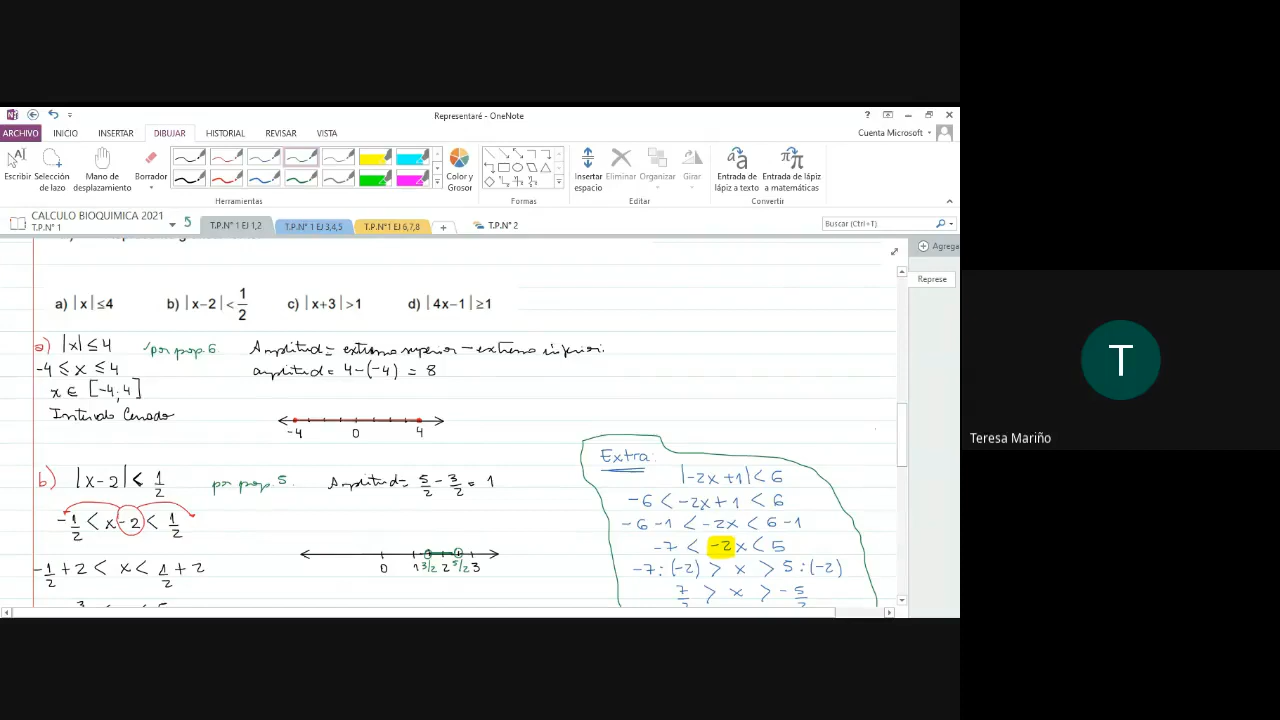 Representaré - OneNote
ARCHIVO INICIO INSERTAR DIBUJAR HISTORIAL REVISAR VISTA
Cuenta Microsoft
Escribir
Selección de lazo
Mano de desplazamiento
Borrador
Color y Grosor
Insertar espacio
Eliminar
Organizar
Girar
Entrada de lápiz a texto
Entrada de lápiz a matemáticas
Herramientas Formas Editar Convertir
CALCULO BIOQUIMICA 2021
T.P.N° 1
5
T.P.N° 1 EJ 1,2 T.P.N° 1 EJ 3,4,5 T.P.N°1 EJ 6,7,8 + T.P.N° 2
Buscar (Ctrl+T)
Agrega
Represe
a) |x|≤4 b) |x−2|<1/2 c) |x+3|>1 d) |4x−1|≥1
a) |x| ≤ 4 por prop. 6. Amplitud = extremo superior − extremo inferior.
-4 ≤ x ≤ 4 amplitud = 4-(-4) = 8
x ∈ [-4; 4]
Intervalo Cerrado
-4 0 4
b) |x-2| < 1/2 por prop. 5. Amplitud = 5/2 - 3/2 = 1
-1/2 < x-2 < 1/2
0 1 3/2 2 5/2 3
-1/2 + 2 < x < 1/2 + 2
Extra:
|-2x+1| < 6
-6 < -2x+1 < 6
-6-1 < -2x < 6-1
-7 < -2x < 5
-7:(-2) > x > 5:(-2)
7/2 > x > -5/2
T
Teresa Mariño